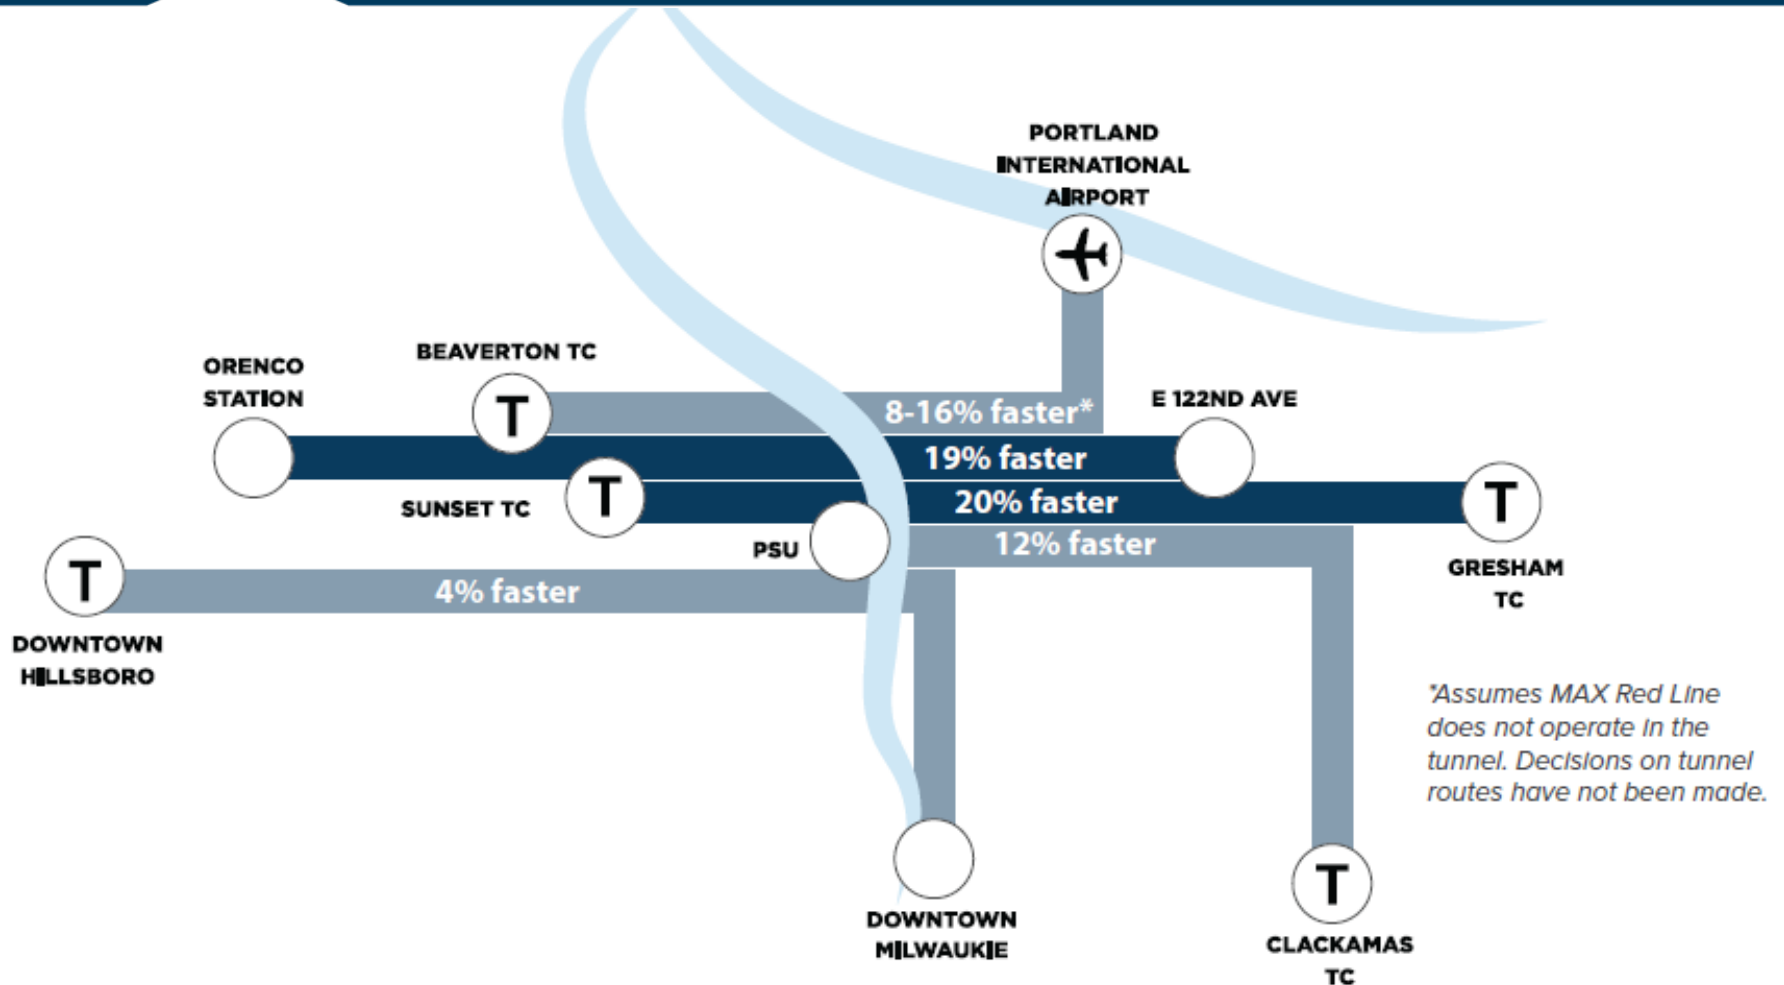 PORTLAND
INTERNATIONAL
AIRPORT
BEAVERTON TC
ORENCO
STATION
E 122ND AVE
8-16% faster*
19% faster
SUNSET TC
T
T
20% faster
T
PSU
12% faster
GRESHAM
TC
T
4% faster
DOWNTOWN
HILLSBORO
*Assumes MAX Red Line
does not operate in the
tunnel. Decisions on tunnel
routes have not been made.
T
DOWNTOWN
MILWAUKIE
CLACKAMAS
TC